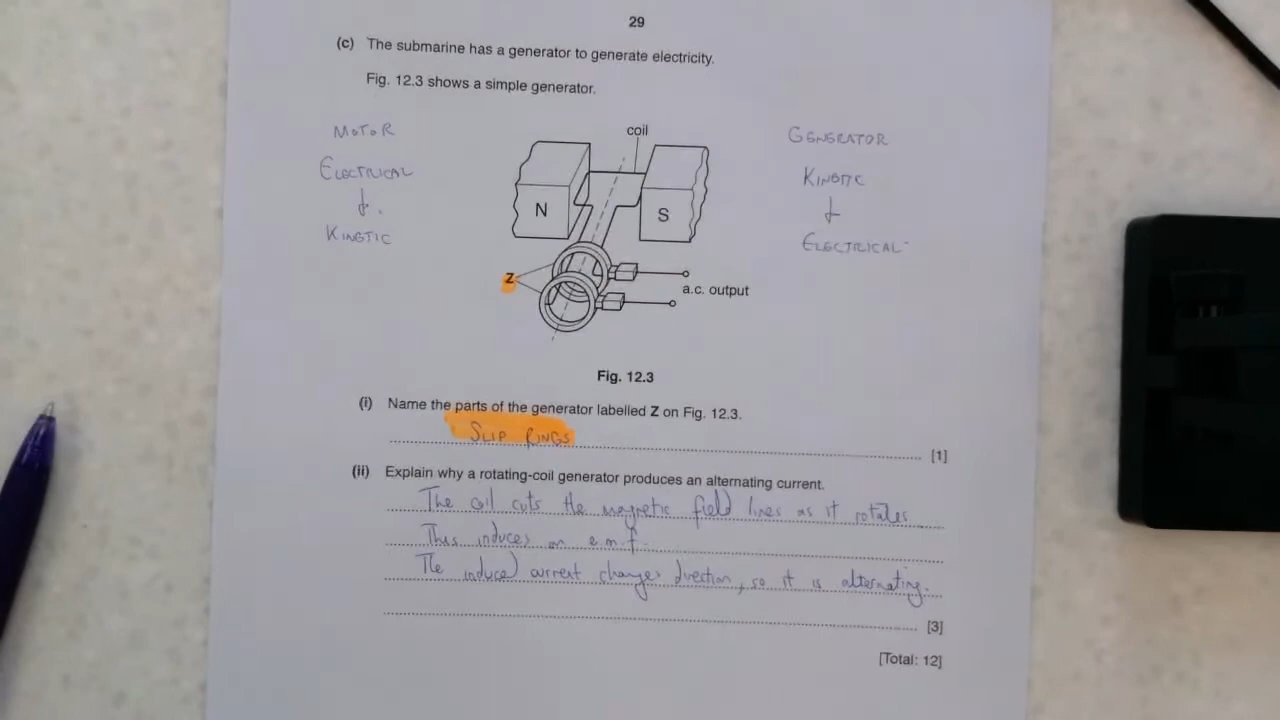 29
(c) The submarine has a generator to generate electricity.
Fig. 12.3 shows a simple generator.
MOTOR
ELECTRICAL
KINETIC
coil
N
S
Z
a.c. output
GENERATOR
KINETIC
ELECTRICAL
Fig. 12.3
(i) Name the parts of the generator labelled Z on Fig. 12.3.
SLIP RINGS
[1]
(ii) Explain why a rotating-coil generator produces an alternating current.
The coil cuts the magnetic field lines as it rotates
This induces an e.m.f.
The induced current changes direction, so it is alternating.
[3]
[Total: 12]